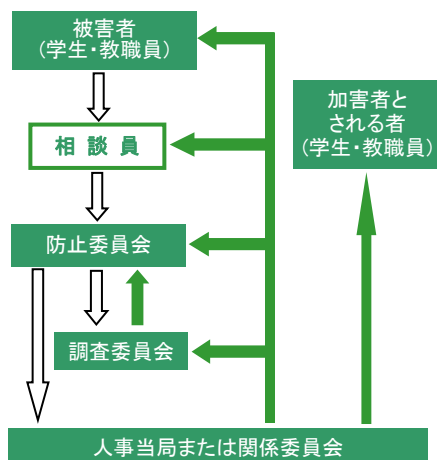 被害者
(学生・教職員)
加害者と
される者
(学生・教職員)
相談員
防止委員会
調査委員会
人事当局または関係委員会